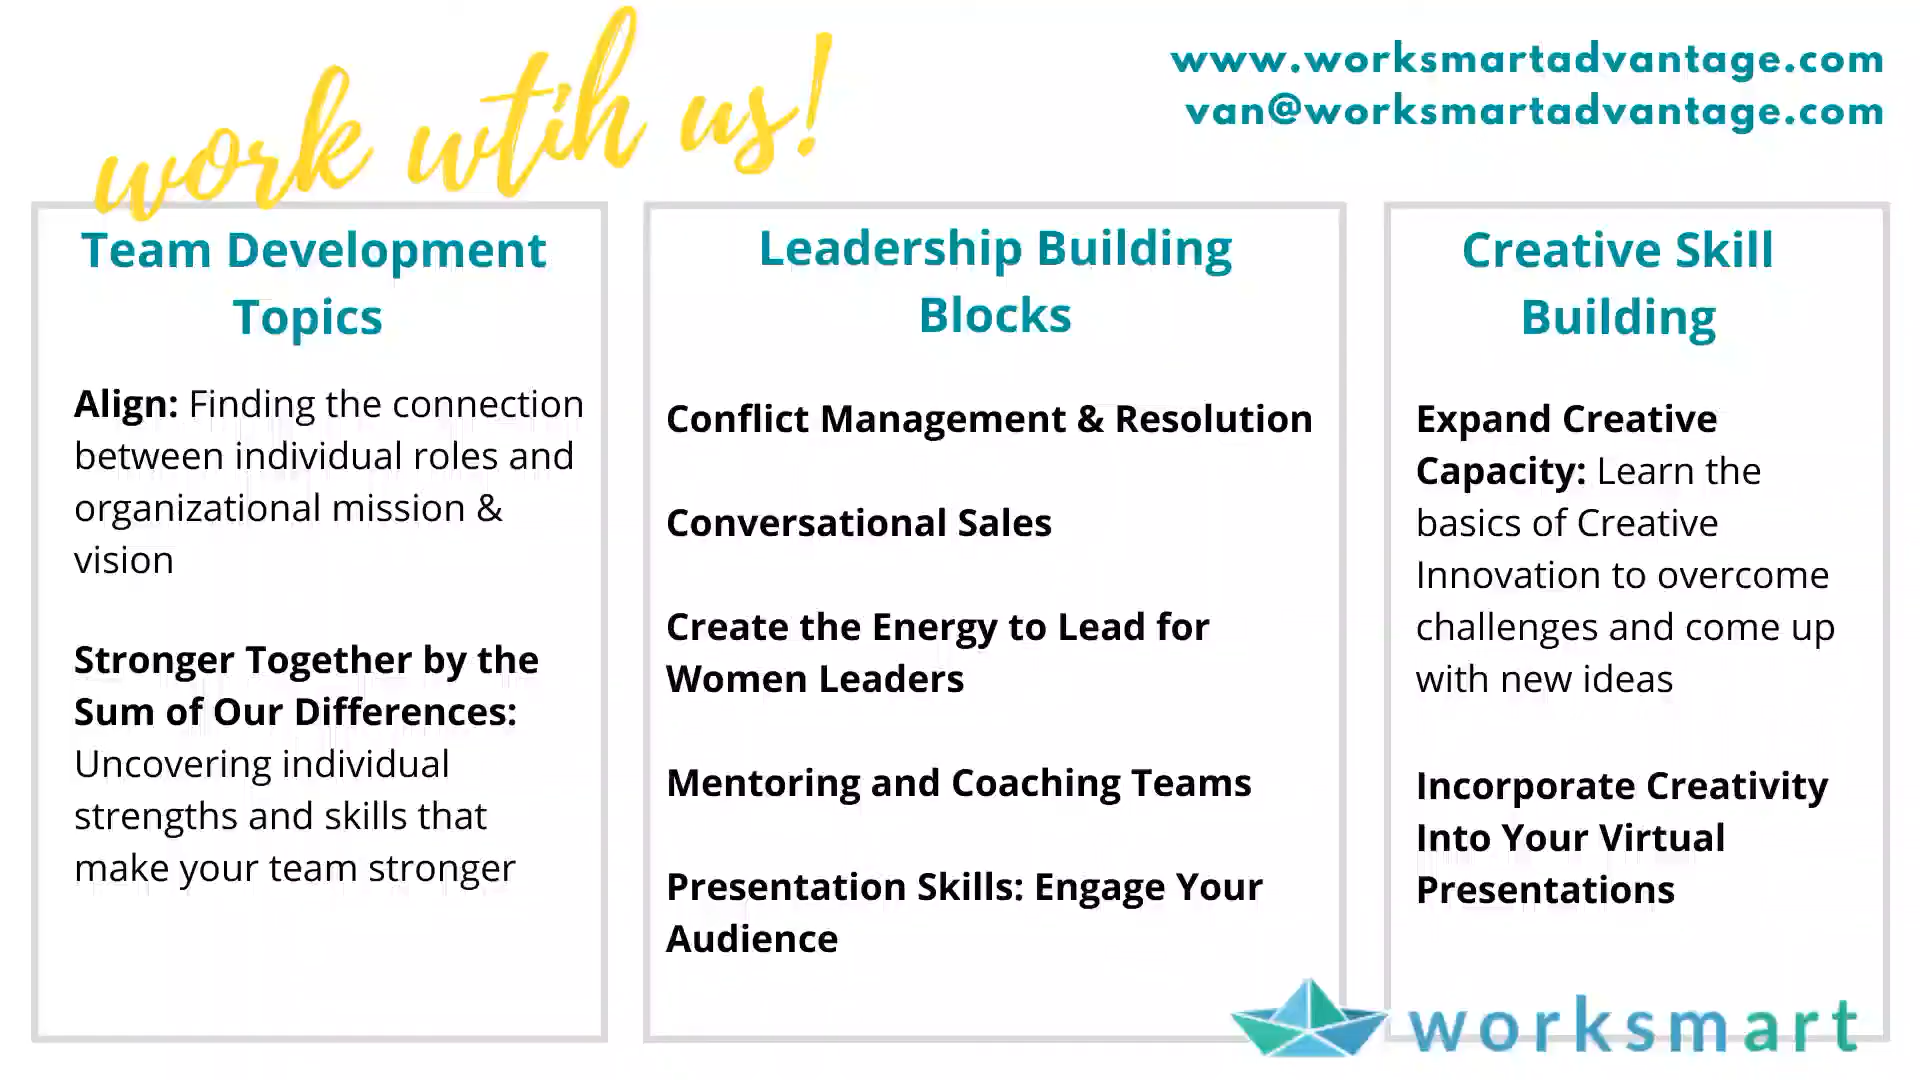 work wtih us!
www.worksmartadvantage.com
van@worksmartadvantage.com
Team Development
Topics
Align: Finding the connection
between individual roles and
organizational mission &
vision
Stronger Together by the
Sum of Our Differences:
Uncovering individual
strengths and skills that
make your team stronger
Leadership Building
Blocks
Conflict Management & Resolution
Conversational Sales
Create the Energy to Lead for
Women Leaders
Mentoring and Coaching Teams
Presentation Skills: Engage Your
Audience
Creative Skill
Building
Expand Creative
Capacity: Learn the
basics of Creative
Innovation to overcome
challenges and come up
with new ideas
Incorporate Creativity
Into Your Virtual
Presentations
worksmart